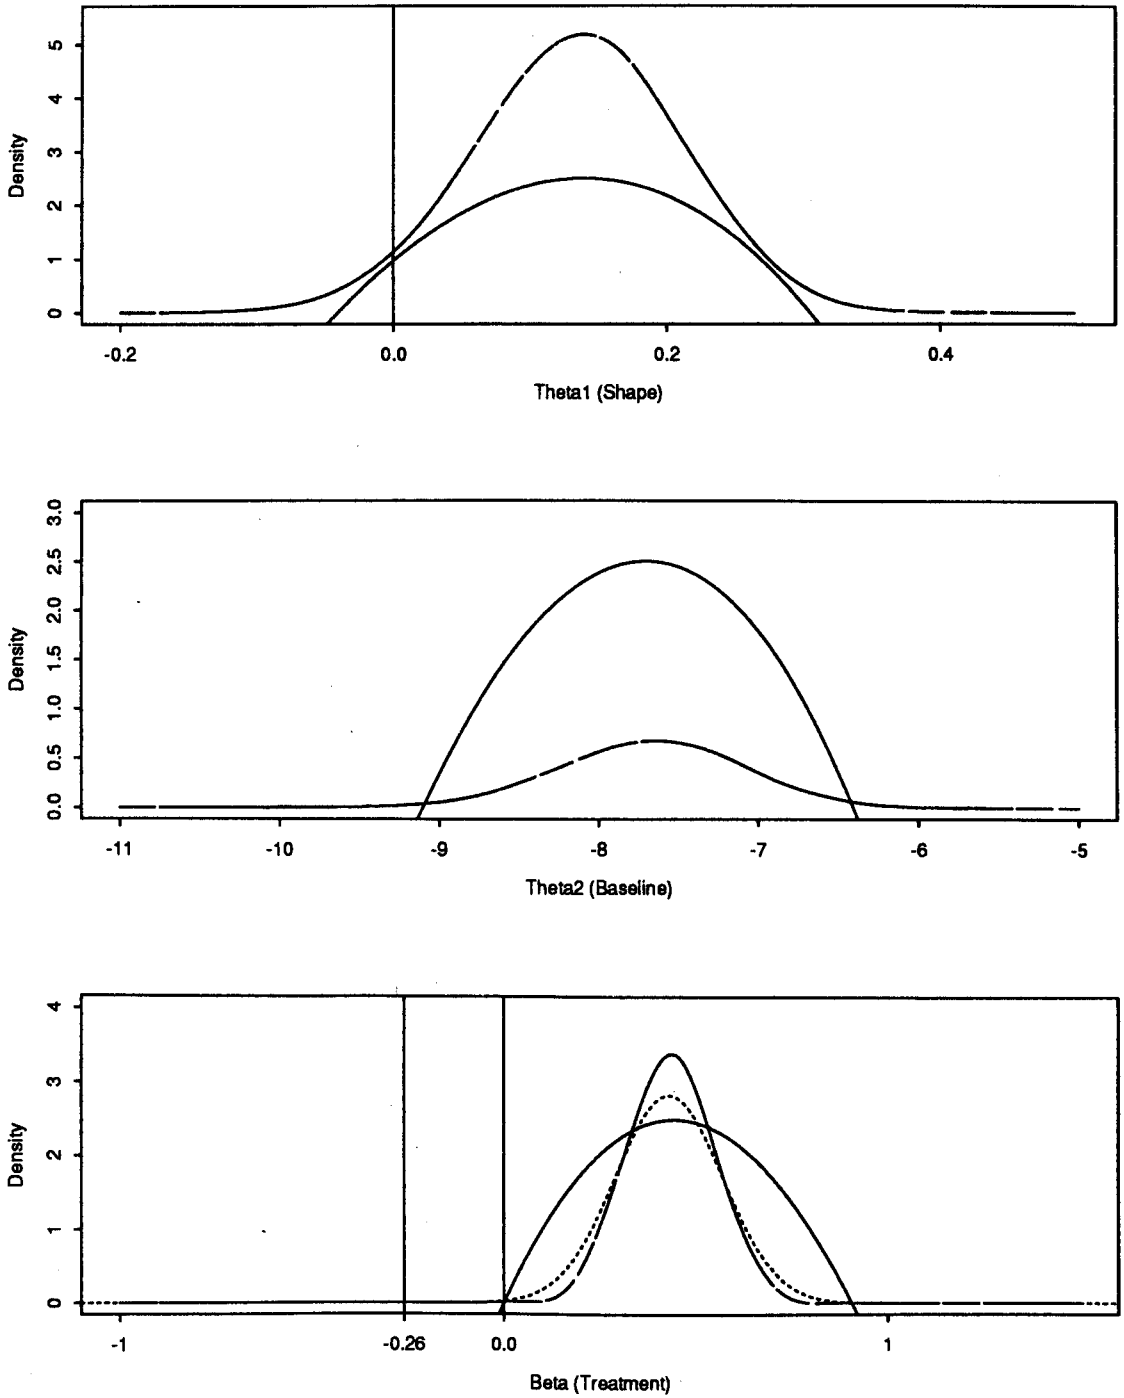 5
4
3
2
1
0
Density
-0.2 0.0 0.2 0.4
Theta1 (Shape)
3.0
2.5
2.0
1.5
1.0
0.5
0.0
Density
-11 -10 -9 -8 -7 -6 -5
Theta2 (Baseline)
4
3
2
1
0
Density
-1 -0.26 0.0 1
Beta (Treatment)